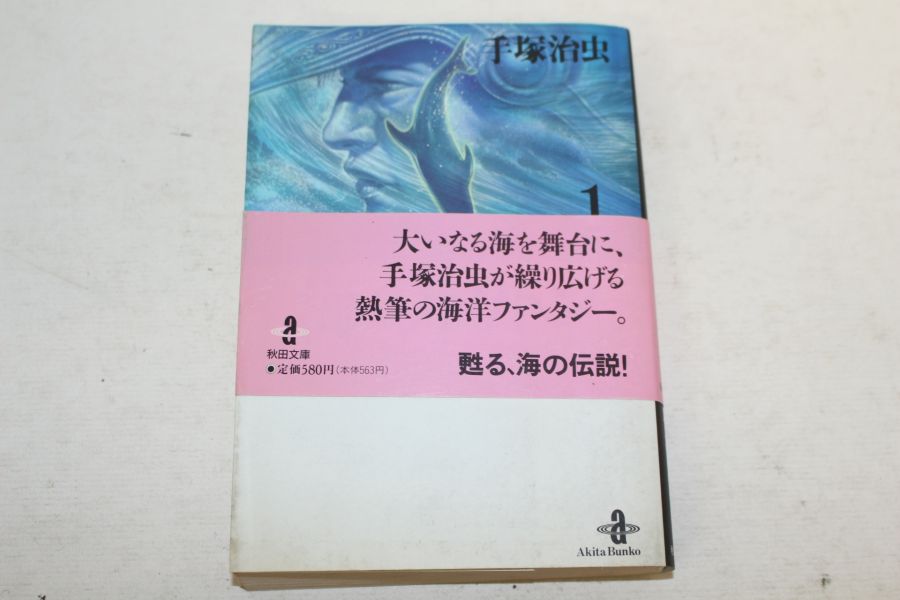 手塚治虫
1
大いなる海を舞台に、
手塚治虫が繰り広げる
熱筆の海洋ファンタジー。
a
秋田文庫
●定価580円（本体563円）
甦る、海の伝説!
a
Akita Bunko